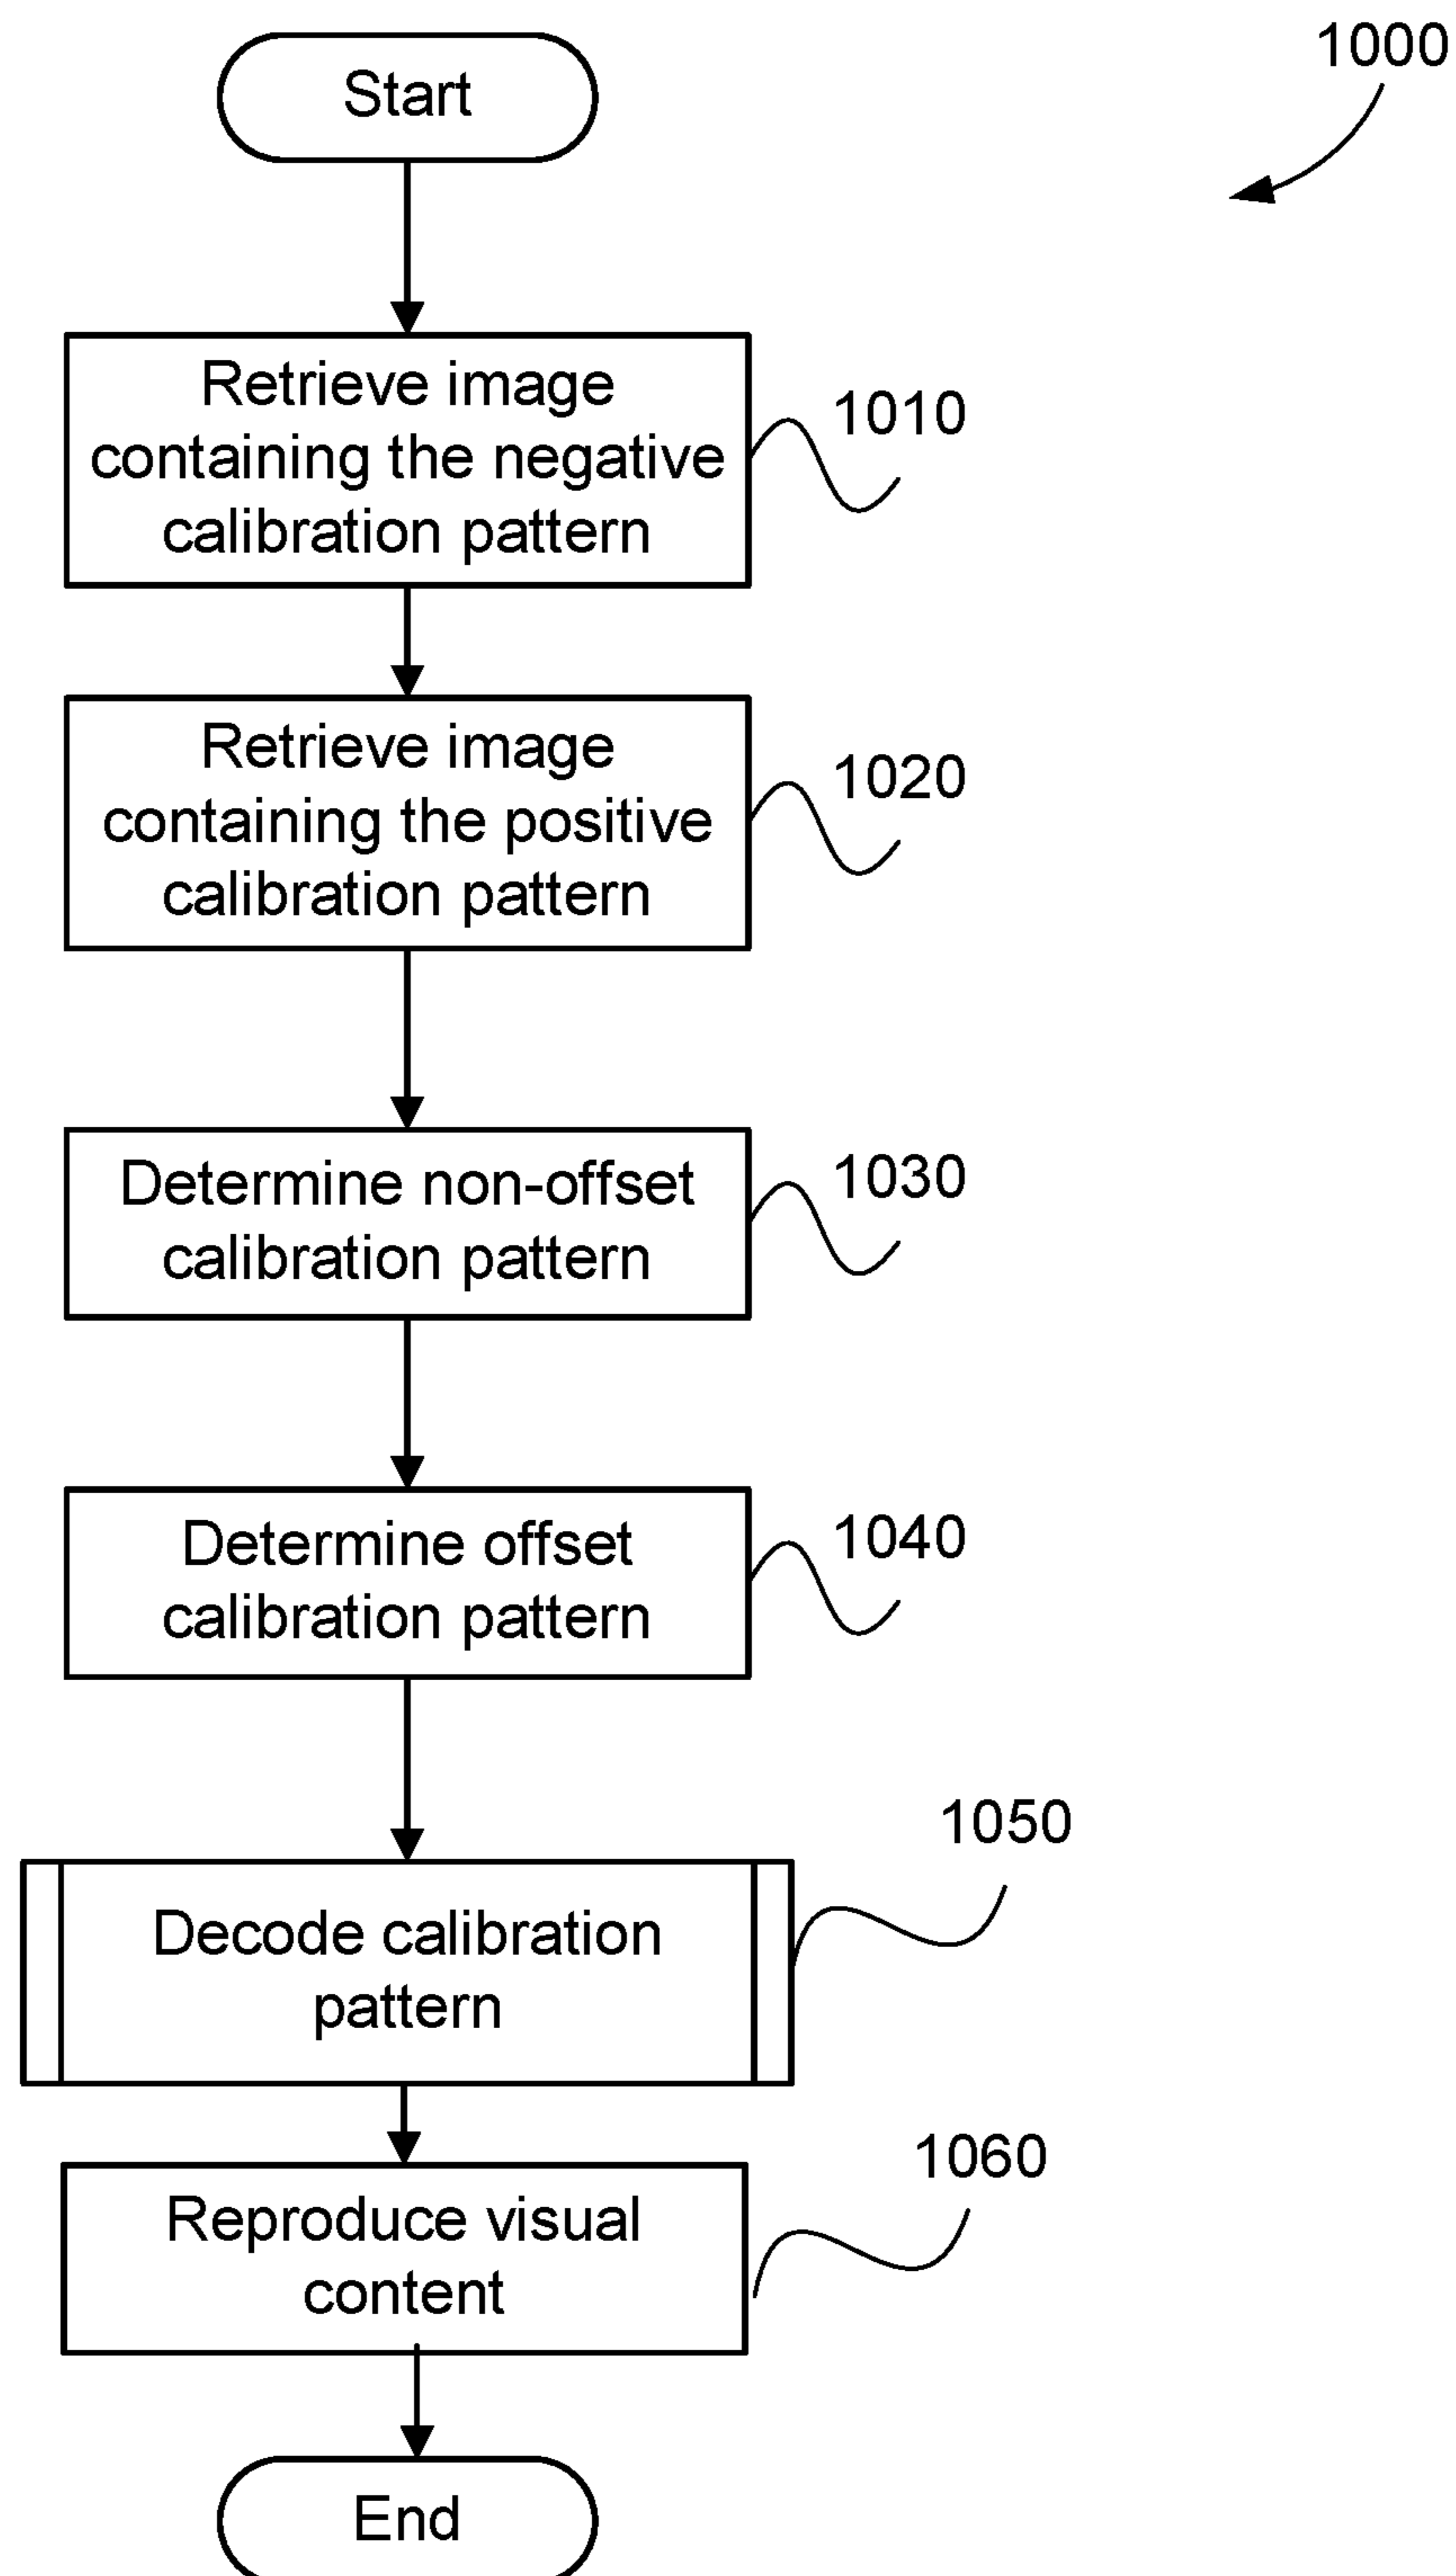 1000
Start
Retrieve image
containing the negative
calibration pattern
1010
Retrieve image
containing the positive
calibration pattern
1020
Determine non-offset
calibration pattern
1030
Determine offset
calibration pattern
1040
Decode calibration
pattern
1050
Reproduce visual
content
1060
End